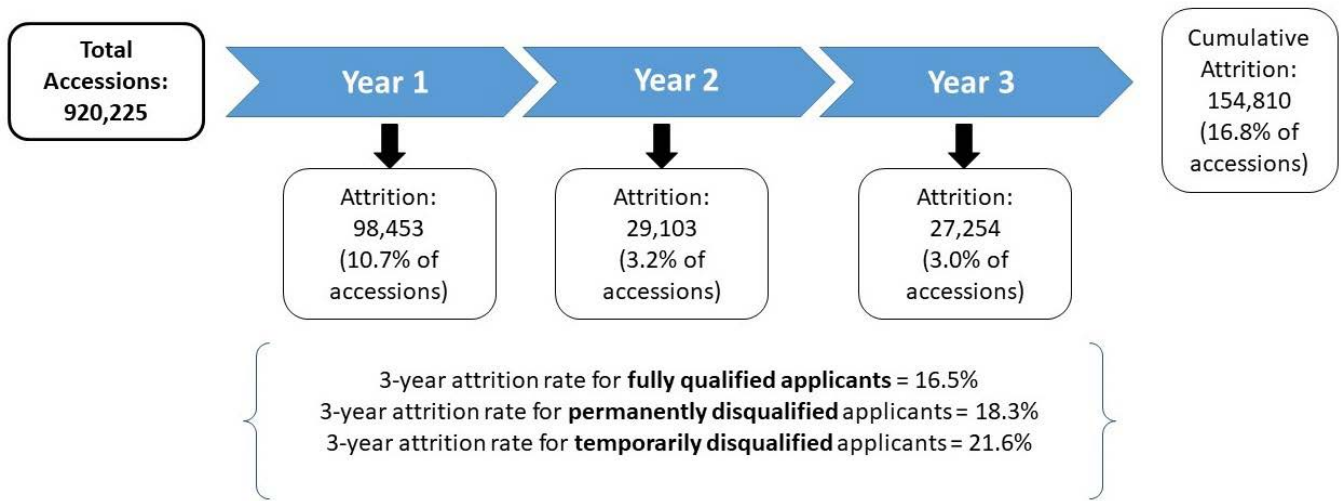 Total
Accessions:
920,225
Year 1
Year 2
Year 3
Cumulative
Attrition:
154,810
(16.8% of
accessions)
Attrition:
98,453
(10.7% of
accessions)
Attrition:
29,103
(3.2% of
accessions)
Attrition:
27,254
(3.0% of
accessions)
3-year attrition rate for fully qualified applicants = 16.5%
3-year attrition rate for permanently disqualified applicants = 18.3%
3-year attrition rate for temporarily disqualified applicants = 21.6%